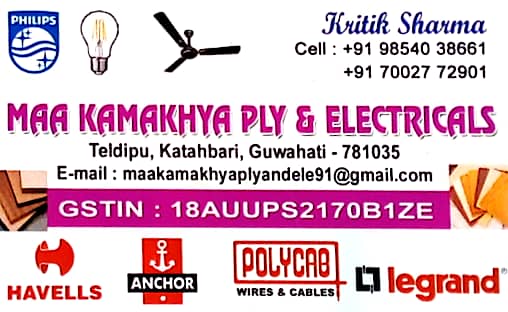 PHILIPS
Kritik Sharma
Cell : +91 98540 38661
+91 70027 72901
MAA KAMAKHYA PLY & ELECTRICALS
Teldipu, Katahbari, Guwahati - 781035
E-mail : maakamakhyaplyandele91@gmail.com
GSTIN : 18AUUPS2170B1ZE
HAVELLS
ANCHOR
POLYCAB
WIRES & CABLES
legrand®